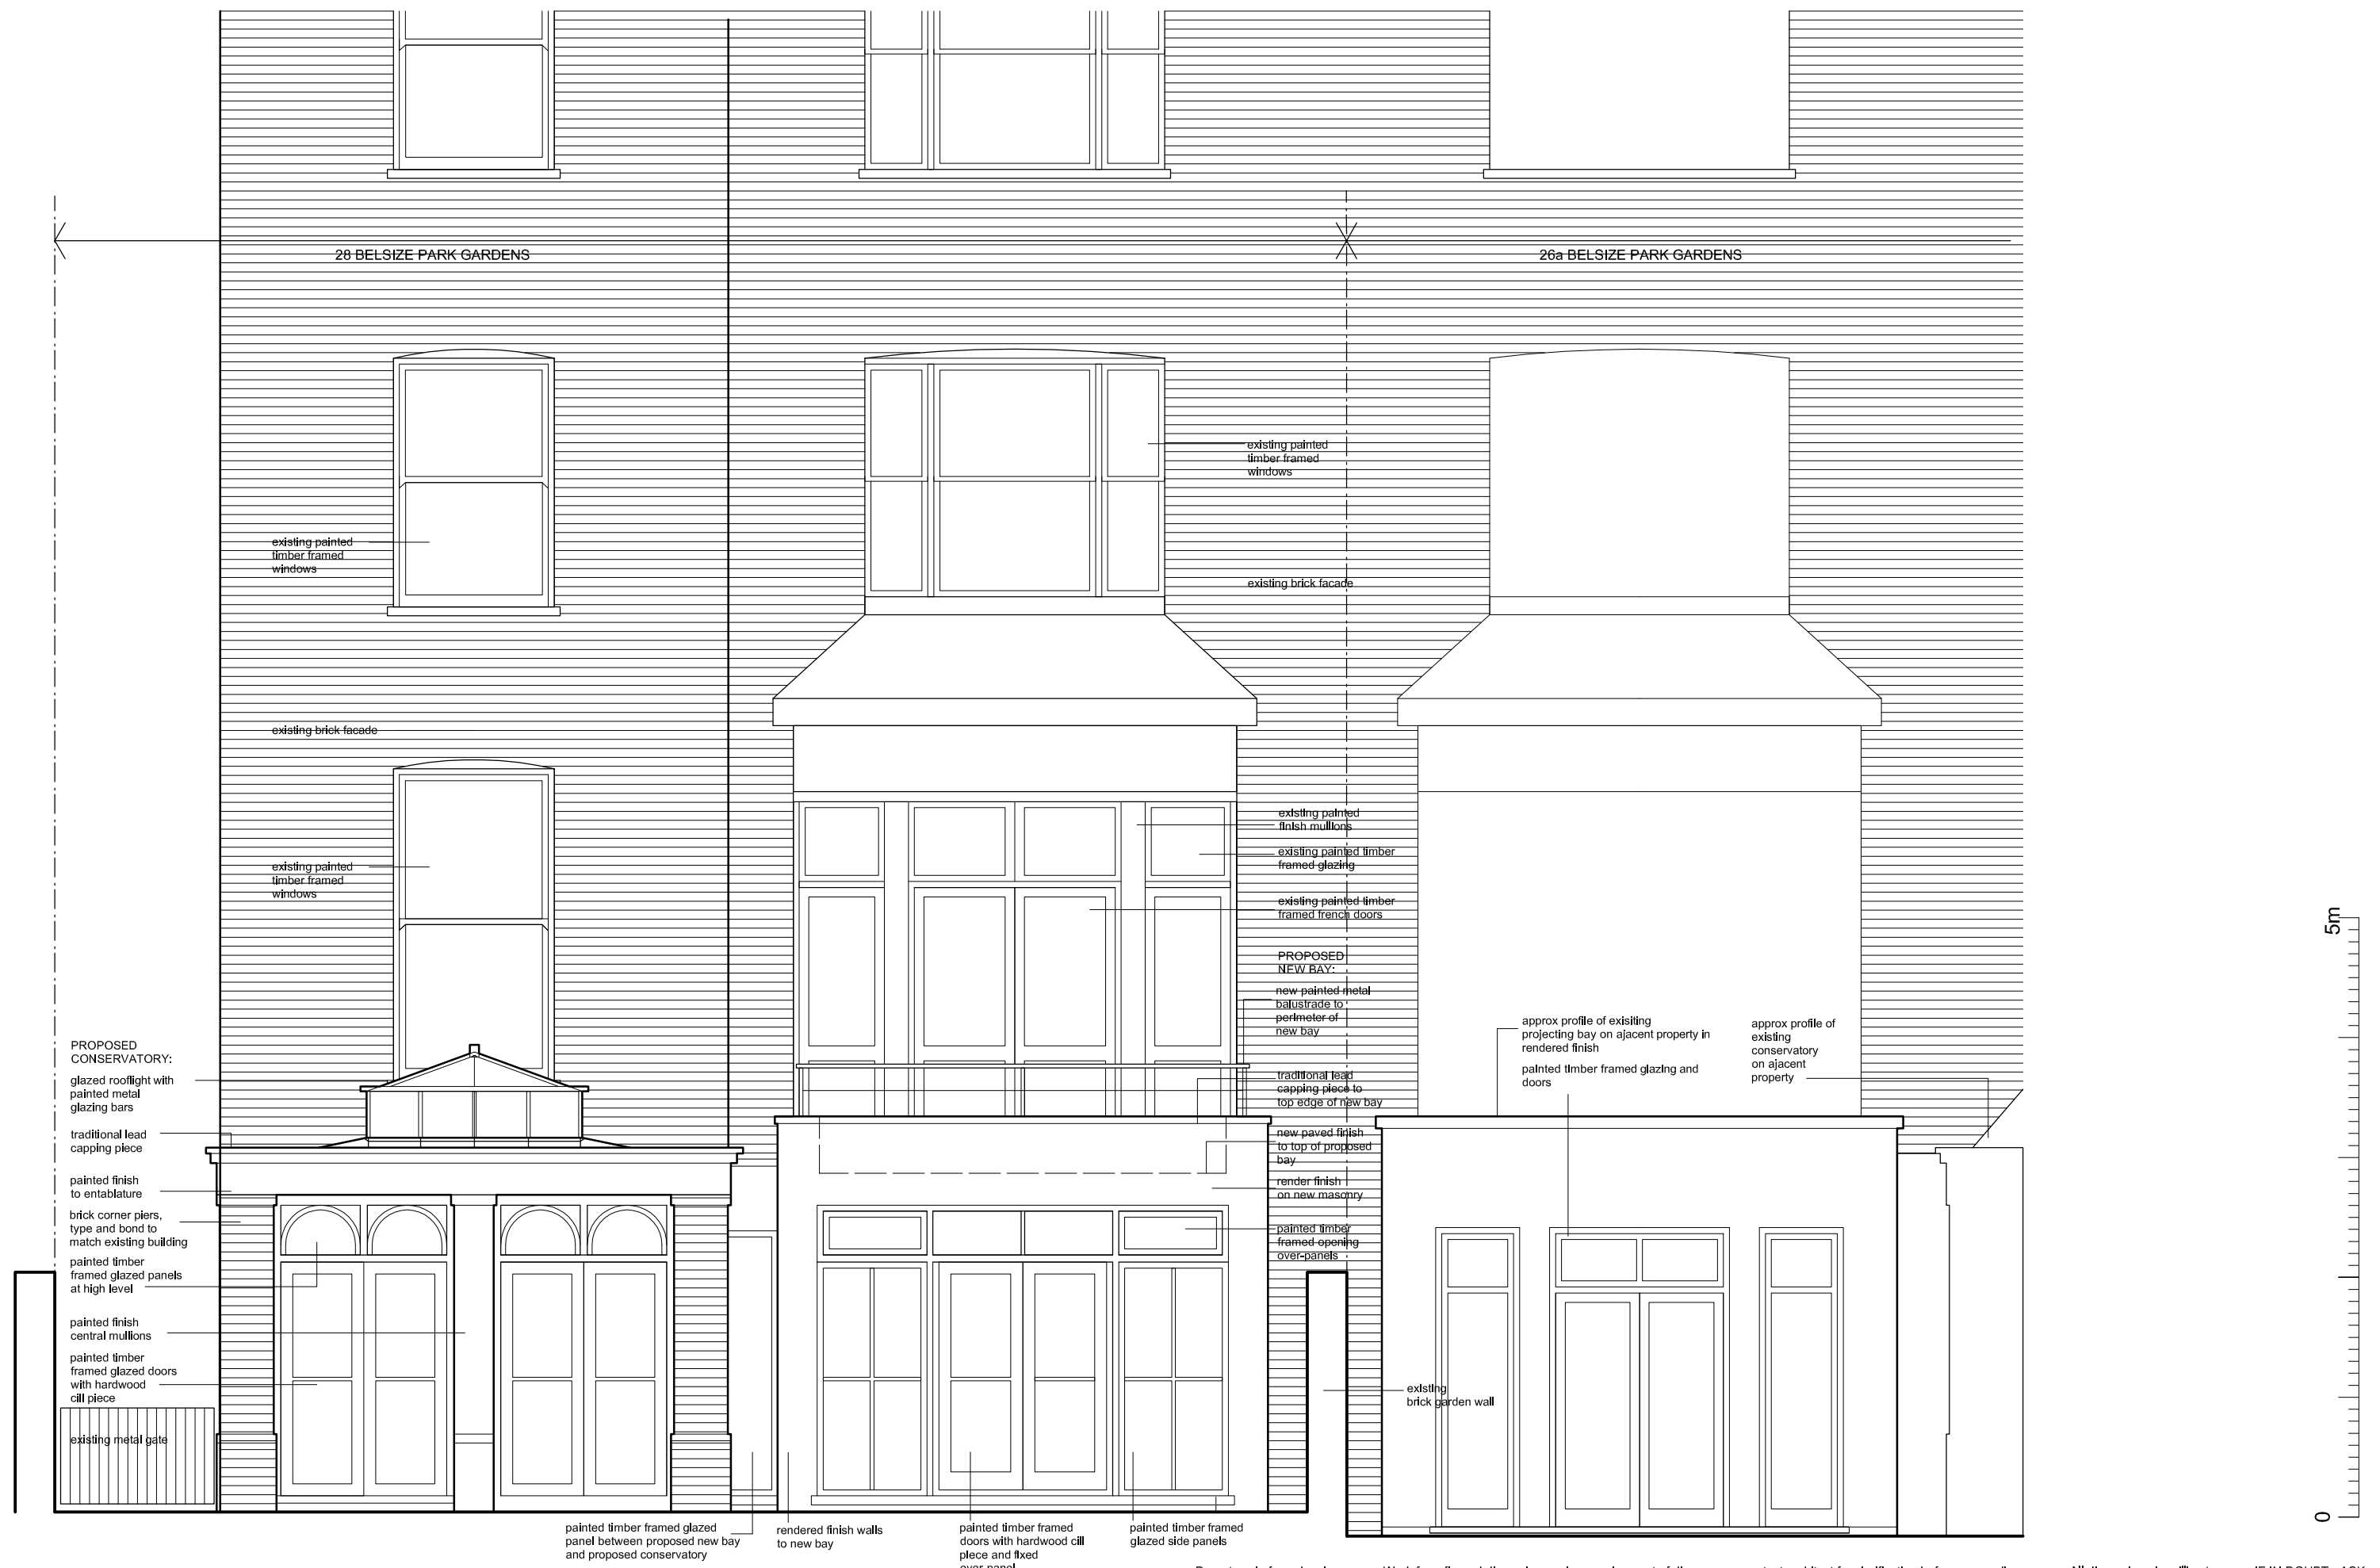 28 BELSIZE PARK GARDENS
26a BELSIZE PARK GARDENS
existing painted
timber framed
windows
existing brick facade
existing painted
timber framed
windows
existing brick facade
existing painted
timber framed
windows
existing painted
finish mullions
existing painted timber
framed glazing
existing painted timber
framed french doors
PROPOSED
NEW BAY:
new painted metal
balustrade to
perimeter of
new bay
traditional lead
capping piece to
top edge of new bay
new paved finish
to top of proposed
bay
render finish
on new masonry
painted timber
framed opening
over-panels
approx profile of exisiting
projecting bay on ajacent property in
rendered finish
painted timber framed glazing and
doors
approx profile of
existing
conservatory
on ajacent
property
PROPOSED
CONSERVATORY:
glazed rooflight with
painted metal
glazing bars
traditional lead
capping piece
painted finish
to entablature
brick corner piers,
type and bond to
match existing building
painted timber
framed glazed panels
at high level
painted finish
central mullions
painted timber
framed glazed doors
with hardwood
cill piece
existing metal gate
existing
brick garden wall
painted timber framed glazed
panel between proposed new bay
and proposed conservatory
rendered finish walls
to new bay
painted timber framed
doors with hardwood cill
piece and fixed
over-panel
painted timber framed
glazed side panels
5m
0